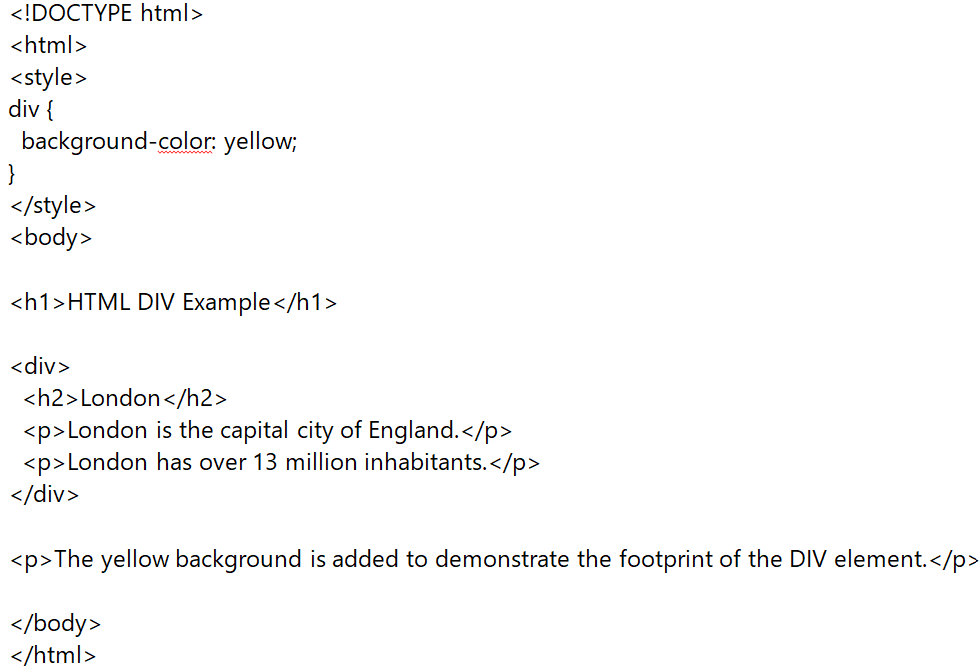 <!DOCTYPE html>
<html>
<style>
div {
  background-color: yellow;
}
</style>
<body>

<h1>HTML DIV Example</h1>

<div>
  <h2>London</h2>
  <p>London is the capital city of England.</p>
  <p>London has over 13 million inhabitants.</p>
</div>

<p>The yellow background is added to demonstrate the footprint of the DIV element.</p>

</body>
</html>